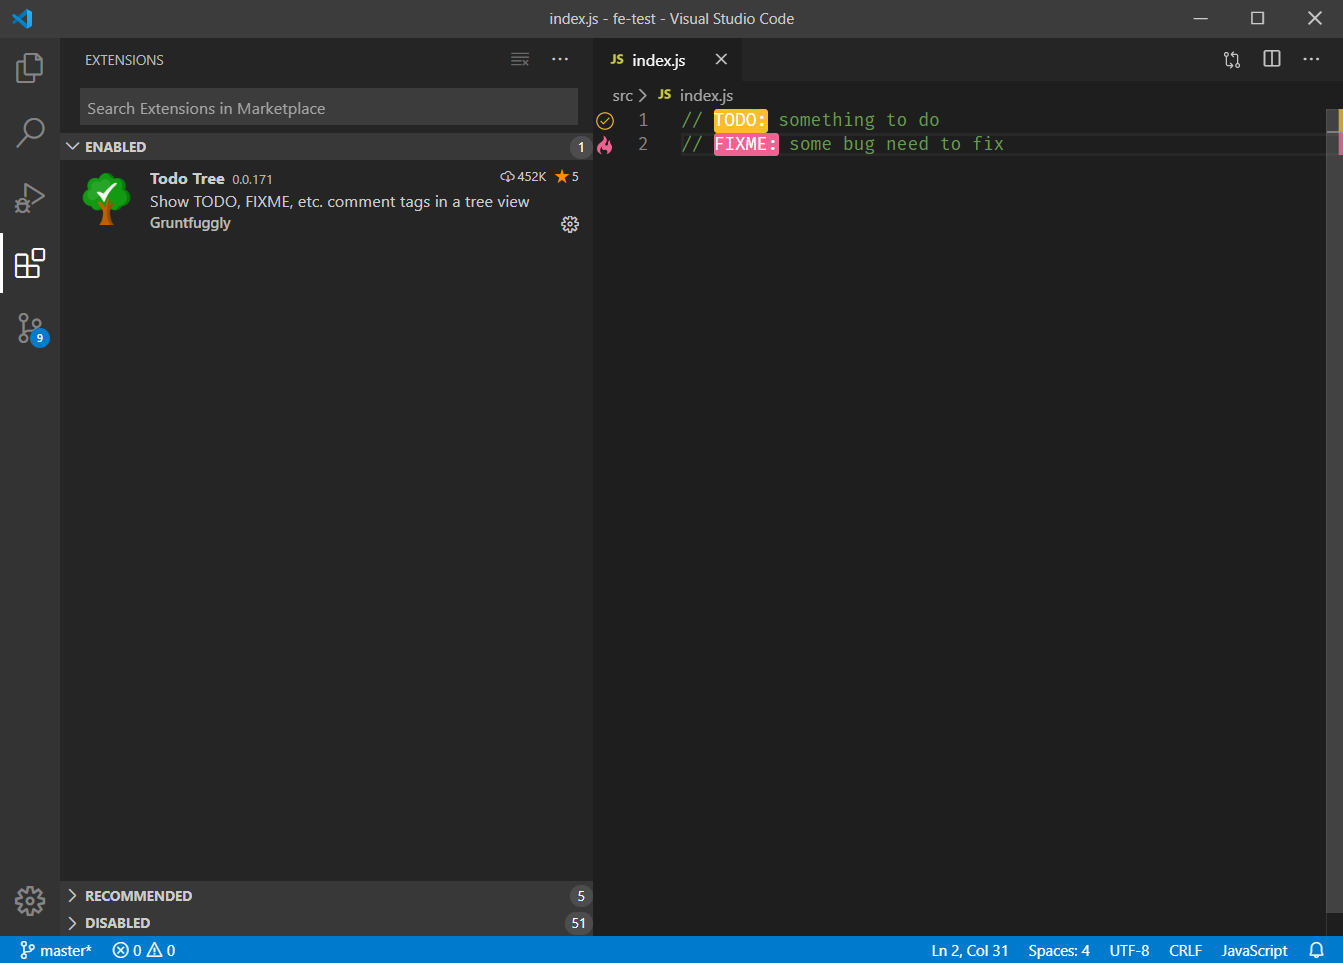 index.js - fe-test - Visual Studio Code
EXTENSIONS
Search Extensions in Marketplace
ENABLED 1
Todo Tree 0.0.171 452K 5
Show TODO, FIXME, etc. comment tags in a tree view
Gruntfuggly
9
RECOMMENDED 5
DISABLED 51
JS index.js
src JS index.js
1 // TODO: something to do
2 // FIXME: some bug need to fix
master* 0 0 Ln 2, Col 31 Spaces: 4 UTF-8 CRLF JavaScript